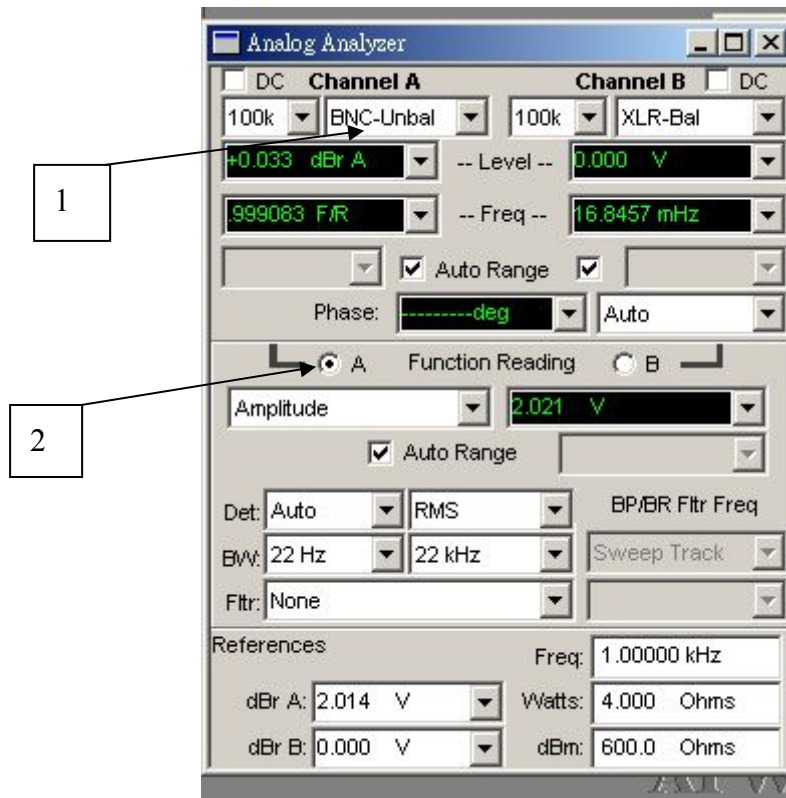 Analog Analyzer
DC Channel A Channel B DC
100k BNC-Unbal 100k XLR-Bal
+0.033 dBr A -- Level -- 0.000 V
.999083 F/R -- Freq -- 16.8457 mHz
Auto Range
Phase: ---------deg Auto
A Function Reading B
Amplitude 2.021 V
Auto Range
Det: Auto RMS BP/BR Fltr Freq
BW: 22 Hz 22 kHz Sweep Track
Fltr: None
References
Freq: 1.00000 kHz
dBr A: 2.014 V Watts: 4.000 Ohms
dBr B: 0.000 V dBm: 600.0 Ohms
1
2